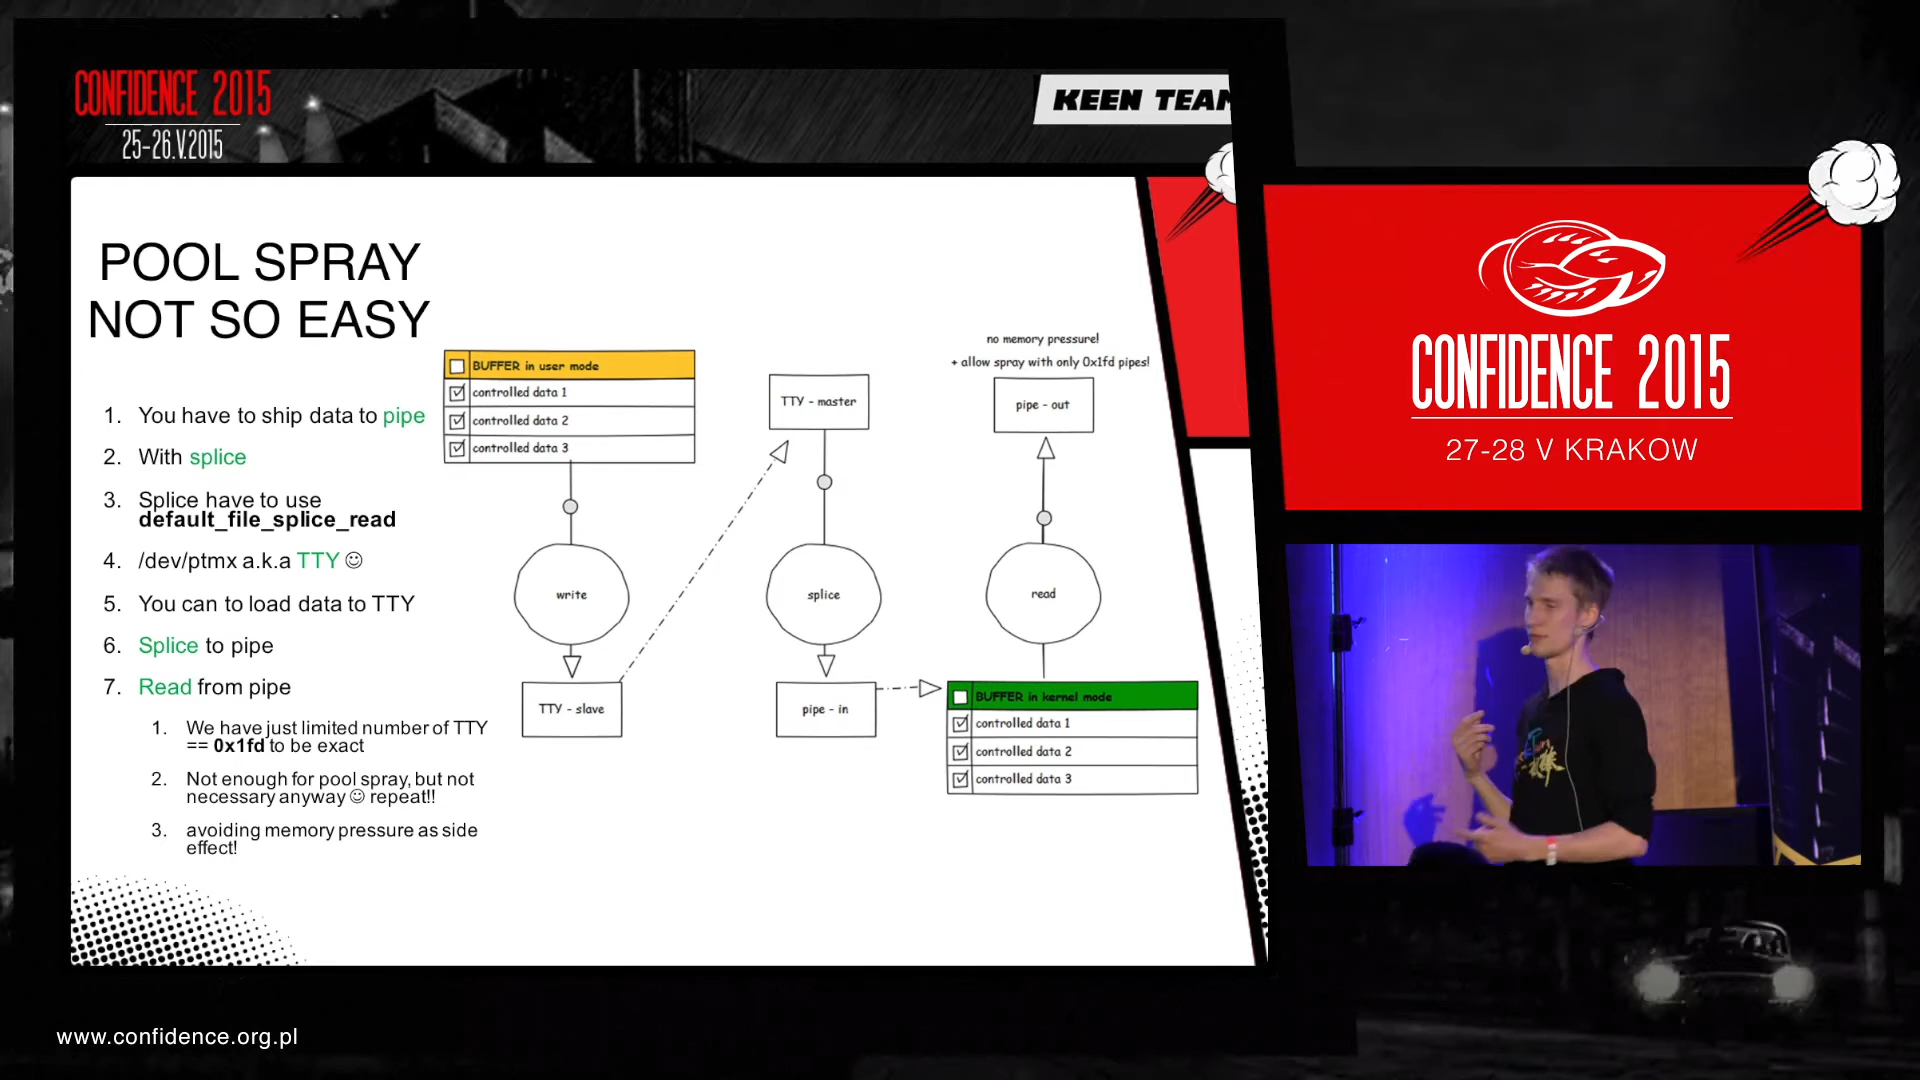 CONFIDENCE 2015
25-26.V.2015
KEEN TEAM
POOL SPRAY
NOT SO EASY
1. You have to ship data to pipe
2. With splice
3. Splice have to use
default_file_splice_read
4. /dev/ptmx a.k.a TTY ☺
5. You can to load data to TTY
6. Splice to pipe
7. Read from pipe
1. We have just limited number of TTY
== 0x1fd to be exact
2. Not enough for pool spray, but not
necessary anyway ☺ repeat!!
3. avoiding memory pressure as side
effect!
BUFFER in user mode
controlled data 1
controlled data 2
controlled data 3
write
TTY - slave
TTY - master
splice
pipe - in
no memory pressure!
+ allow spray with only 0x1fd pipes!
pipe - out
read
BUFFER in kernel mode
controlled data 1
controlled data 2
controlled data 3
CONFIDENCE 2015
27-28 V KRAKOW
www.confidence.org.pl